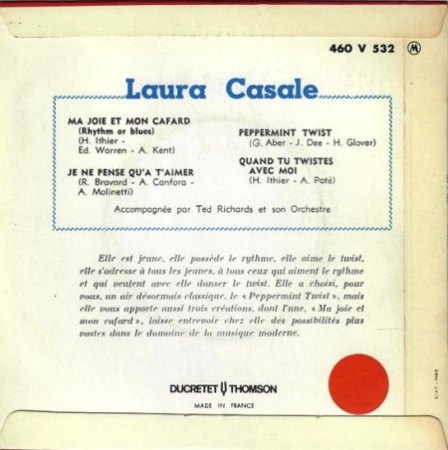 460 V 532 M
Laura Casale
MA JOIE ET MON CAFARD
(Rhythm or blues)
(H. Ithier -
Ed. Warren - A. Kent)
JE NE PENSE QU'A T'AIMER
(R. Bravard - A. Canfora -
A. Molinetti)
PEPPERMINT TWIST
(G. Aber - J. Dee - H. Glover)
QUAND TU TWISTES
AVEC MOI
(H. Ithier - A. Paté)
Accompagnée par Ted Richards et son Orchestre
Elle est jeune, elle possède le rythme, elle aime le twist,
elle s'adresse à tous les jeunes, à tous ceux qui aiment le rythme
et qui veulent avec elle danser le twist. Elle a choisi, pour
vous, un air désormais classique, le « Peppermint Twist », mais
elle vous apporte aussi trois créations, dont l'une, « Ma joie et
mon cafard », laisse entrevoir chez elle des possibilités plus
vastes dans le domaine de la musique moderne.
DUCRETET THOMSON
MADE IN FRANCE